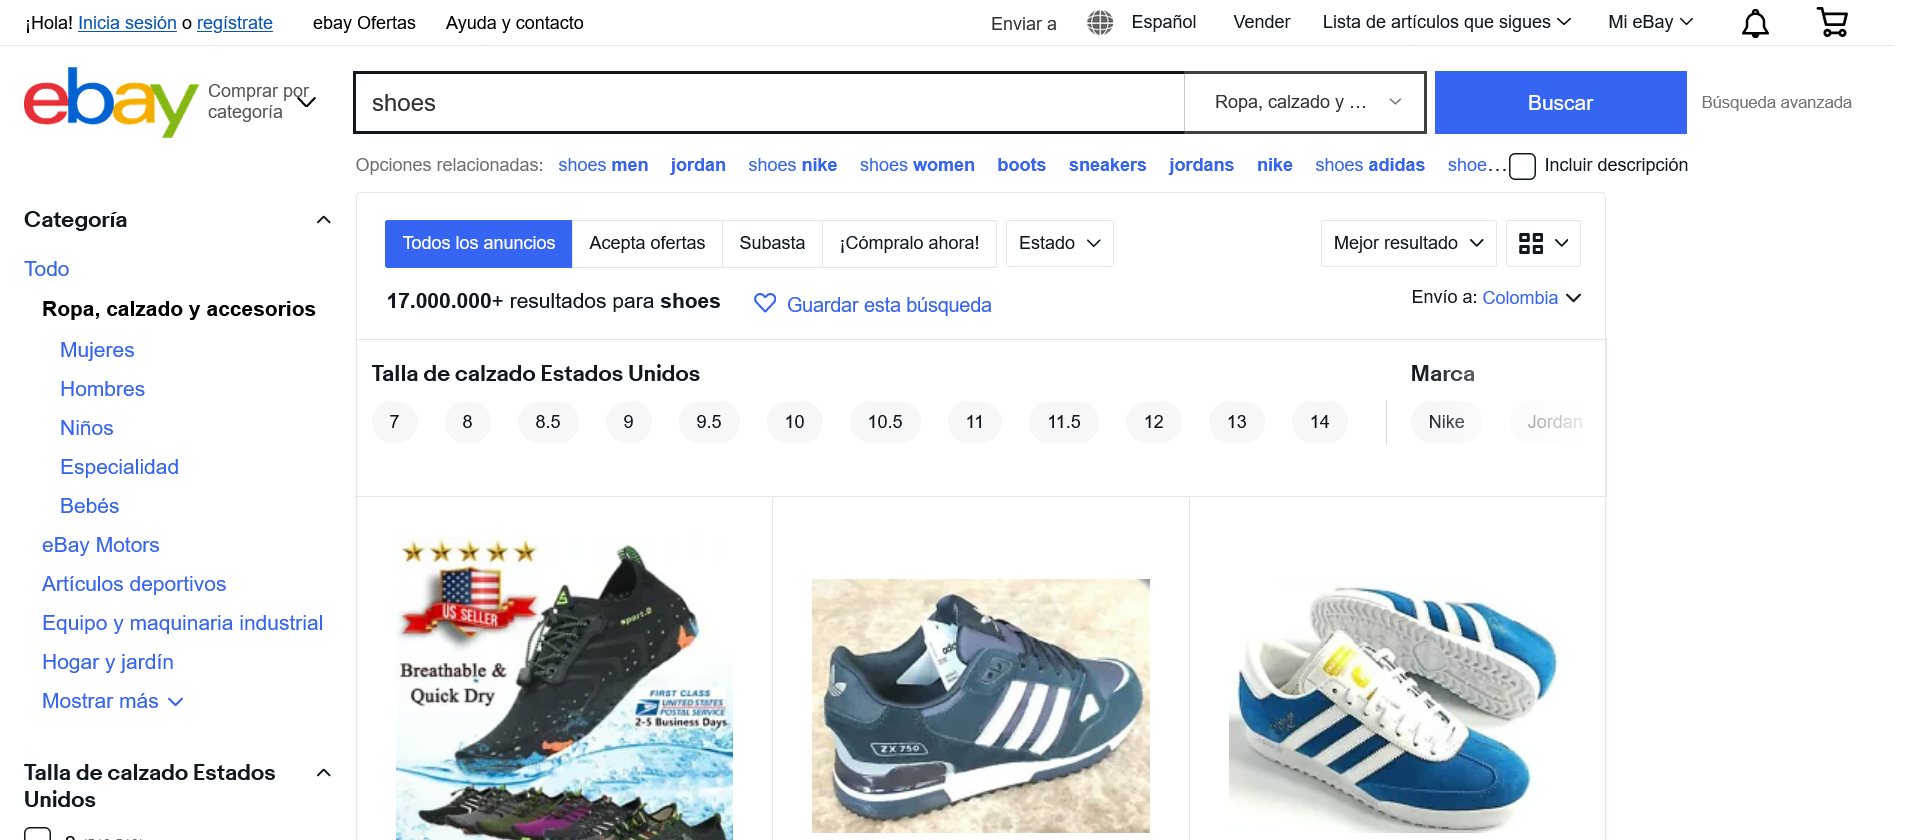 ¡Hola! Inicia sesión o regístrate ebay Ofertas Ayuda y contacto Enviar a Español Vender Lista de artículos que sigues Mi eBay
ebay Comprar por categoría shoes Ropa, calzado y ... Buscar Búsqueda avanzada
Opciones relacionadas: shoes men jordan shoes nike shoes women boots sneakers jordans nike shoes adidas shoe... Incluir descripción
Categoría
Todo
Ropa, calzado y accesorios
Mujeres
Hombres
Niños
Especialidad
Bebés
eBay Motors
Artículos deportivos
Equipo y maquinaria industrial
Hogar y jardín
Mostrar más
Talla de calzado Estados
Unidos
Todos los anuncios Acepta ofertas Subasta ¡Cómpralo ahora! Estado Mejor resultado
17.000.000+ resultados para shoes Guardar esta búsqueda Envío a: Colombia
Talla de calzado Estados Unidos Marca
7 8 8.5 9 9.5 10 10.5 11 11.5 12 13 14 Nike Jordan
US SELLER
Breathable &
Quick Dry
sport.0
FIRST CLASS
UNITED STATES
POSTAL SERVICE
2-5 Business Days
ZX 750